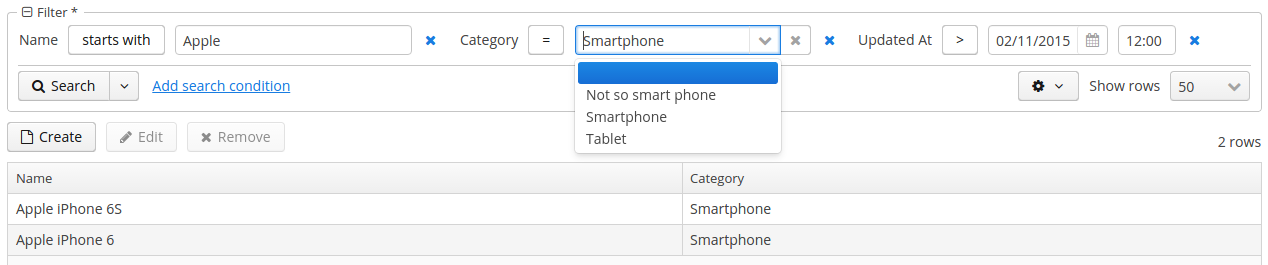 Filter *
Name starts with Apple Category = Smartphone Updated At > 02/11/2015 12:00
Search Add search condition Show rows 50
Not so smart phone
Smartphone
Tablet
Create Edit Remove 2 rows
Name Category
Apple iPhone 6S Smartphone
Apple iPhone 6 Smartphone